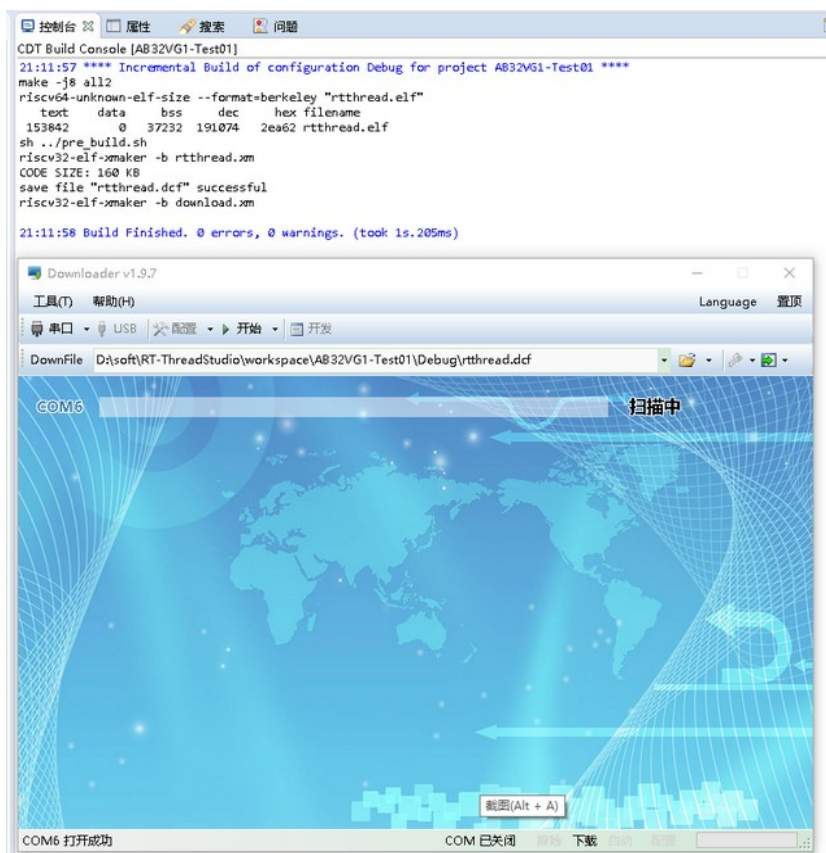 控制台 属性 搜索 问题
CDT Build Console [AB32VG1-Test01]
21:11:57 **** Incremental Build of configuration Debug for project AB32VG1-Test01 ****
make -j8 all2
riscv64-unknown-elf-size --format=berkeley "rtthread.elf"
text data bss dec hex filename
153842 0 37232 191074 2ea62 rtthread.elf
sh ../pre_build.sh
riscv32-elf-xmaker -b rtthread.xm
CODE SIZE: 160 KB
save file "rtthread.dcf" successful
riscv32-elf-xmaker -b download.xm
21:11:58 Build Finished. 0 errors, 0 warnings. (took 1s.205ms)
Downloader v1.9.7
工具(T) 帮助(H) Language 置顶
串口 USB 配置 开始 开发
DownFile D:\soft\RT-ThreadStudio\workspace\AB32VG1-Test01\Debug\rtthread.dcf
COM6 扫描中
截图(Alt + A)
COM6 打开成功 COM 已关闭 擦除 下载 自动 配置